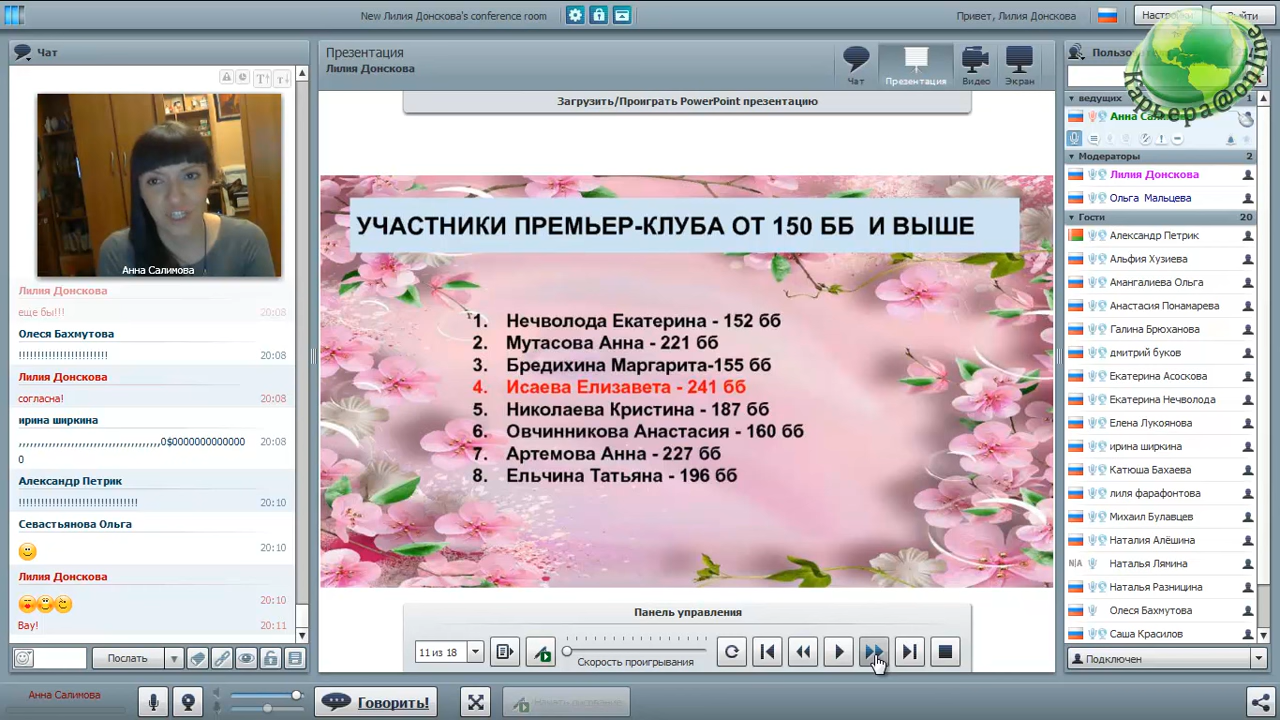 New Лилия Донскова's conference room
Привет, Лилия Донскова
Настройки
Выйти
карьера@online
Чат
Анна Салимова
Лилия Донскова
еще бы!!! 20:08
Олеся Бахмутова
!!!!!!!!!!!!!!!!!!!!!!!! 20:08
Лилия Донскова
согласна! 20:08
ирина ширкина
,,,,,,,,,,,,,,,,,,,,,,,,,,,,,,,,,,,,,,,0$0000000000000 20:08
0
Александр Петрик
!!!!!!!!!!!!!!!!!!!!!!!!!!!!!!!! 20:10
Севастьянова Ольга
20:10
Лилия Донскова
20:10
Вау! 20:11
Послать
Презентация
Лилия Донскова
Чат
Презентация
Видео
Экран
Загрузить/Проиграть PowerPoint презентацию
УЧАСТНИКИ ПРЕМЬЕР-КЛУБА ОТ 150 ББ И ВЫШЕ
1. Нечволода Екатерина - 152 бб
2. Мутасова Анна - 221 бб
3. Бредихина Маргарита-155 бб
4. Исаева Елизавета - 241 бб
5. Николаева Кристина - 187 бб
6. Овчинникова Анастасия - 160 бб
7. Артемова Анна - 227 бб
8. Ельчина Татьяна - 196 бб
Панель управления
11 из 18
Скорость проигрывания
ведущих 1
Модераторы 2
Лилия Донскова
Ольга Мальцева
Гости 20
Александр Петрик
Альфия Хузиева
Амангалиева Ольга
Анастасия Понамарева
Галина Брюханова
дмитрий буков
Екатерина Асоскова
Екатерина Нечволода
Елена Лукоянова
ирина ширкина
Катюша Бахаева
лиля фарафонтова
Михаил Булавцев
Наталия Алёшина
N/A Наталья Лямина
Наталья Разницина
Олеся Бахмутова
Саша Красилов
Подключен
Анна Салимова
Говорить!